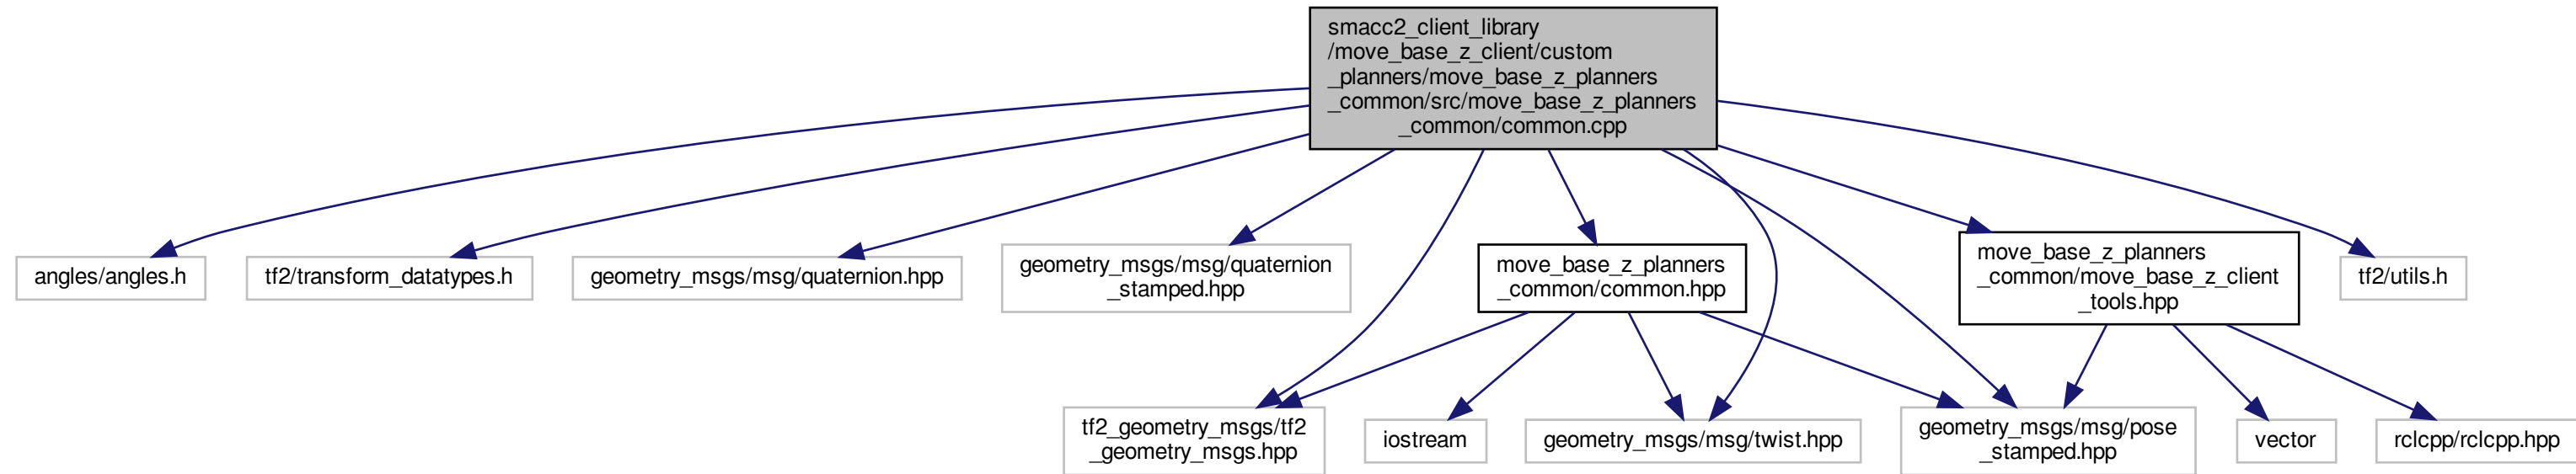 smacc2_client_library
/move_base_z_client/custom
_planners/move_base_z_planners
_common/src/move_base_z_planners
_common/common.cpp
angles/angles.h
tf2/transform_datatypes.h
geometry_msgs/msg/quaternion.hpp
geometry_msgs/msg/quaternion
_stamped.hpp
move_base_z_planners
_common/common.hpp
move_base_z_planners
_common/move_base_z_client
_tools.hpp
tf2/utils.h
tf2_geometry_msgs/tf2
_geometry_msgs.hpp
iostream
geometry_msgs/msg/twist.hpp
geometry_msgs/msg/pose
_stamped.hpp
vector
rclcpp/rclcpp.hpp